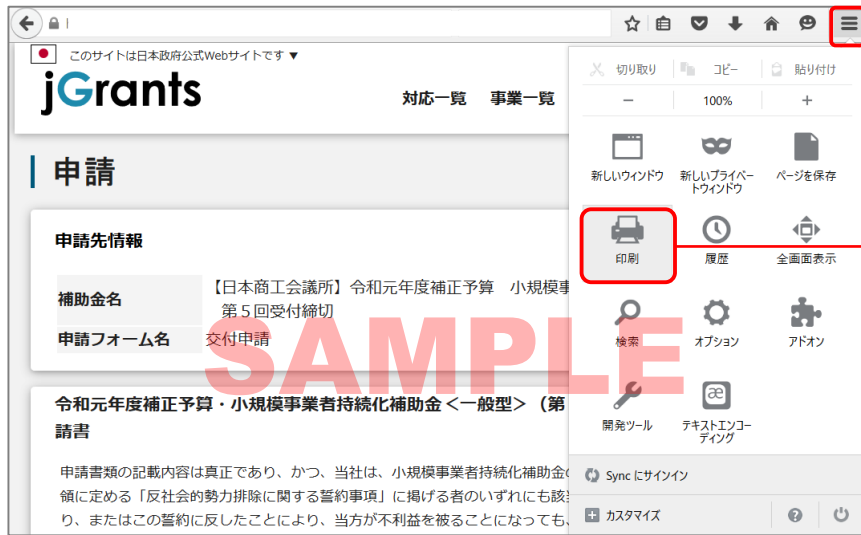 このサイトは日本政府公式Webサイトです ▼
jGrants
対応一覧 事業一覧
申請
申請先情報
補助金名 【日本商工会議所】令和元年度補正予算 小規模事
第５回受付締切
申請フォーム名 交付申請
SAMPLE
令和元年度補正予算・小規模事業者持続化補助金＜一般型＞（第
請書
申請書類の記載内容は真正であり、かつ、当社は、小規模事業者持続化補助金
領に定める「反社会的勢力排除に関する誓約事項」に掲げる者のいずれにも該
り、またはこの誓約に反したことにより、当方が不利益を被ることになっても、
切り取り コピー 貼り付け
− 100% +
新しいウィンドウ 新しいプライベー ページを保存
トウィンドウ
印刷 履歴 全画面表示
検索 オプション アドオン
開発ツール テキストエンコー
ディング
Sync にサインイン
カスタマイズ